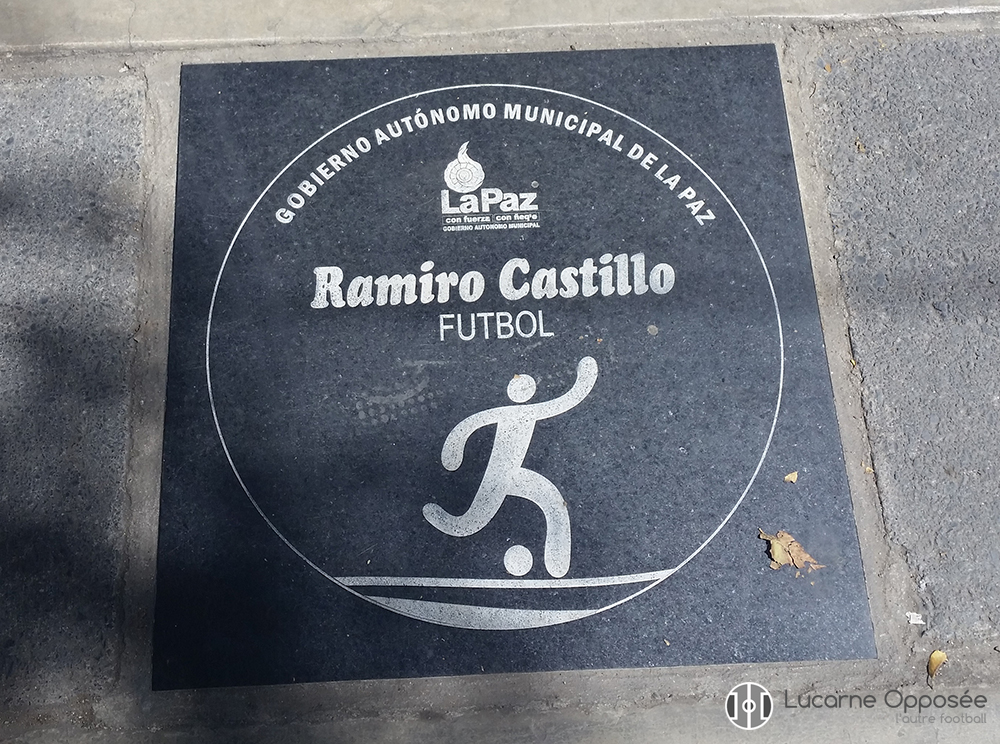 GOBIERNO AUTÓNOMO MUNICIPAL DE LA PAZ
LaPaz
con fuerza con ñeq'e
GOBIERNO AUTONOMO MUNICIPAL
Ramiro Castillo
FUTBOL
Lucarne Opposée
l'autre football